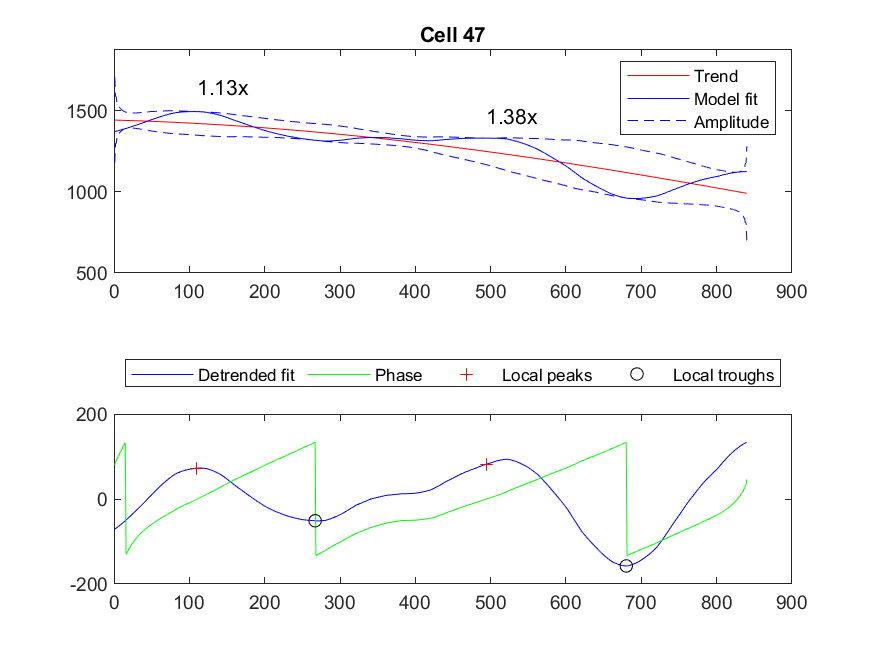 Cell 47
1.13x
1.38x
Trend
Model fit
Amplitude
1500
1000
500
0 100 200 300 400 500 600 700 800 900
Detrended fit Phase Local peaks Local troughs
200
0
-200
0 100 200 300 400 500 600 700 800 900